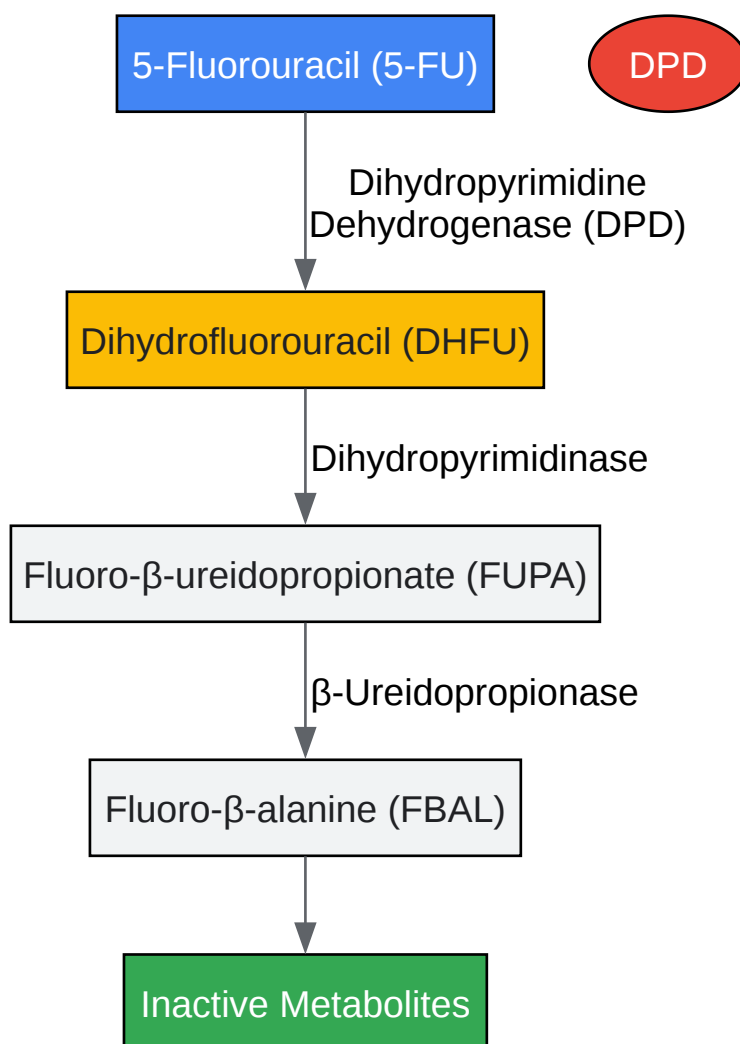 5-Fluorouracil (5-FU)
DPD
Dihydropyrimidine
Dehydrogenase (DPD)
Dihydrofluorouracil (DHFU)
Dihydropyrimidinase
Fluoro-β-ureidopropionate (FUPA)
β-Ureidopropionase
Fluoro-β-alanine (FBAL)
Inactive Metabolites